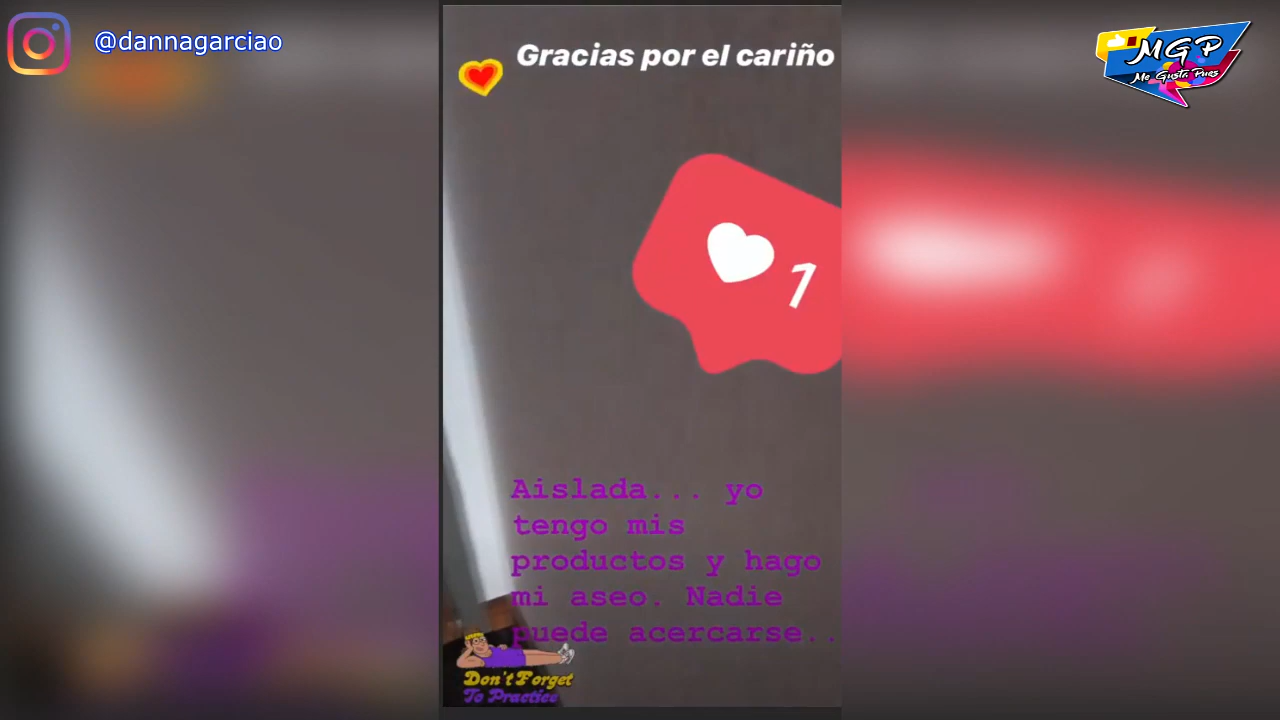 @dannagarciao
MGP
Me Gusta Pues
Gracias por el cariño
1
Aislada... yo
tengo mis
productos y hago
mi aseo. Nadie
puede acercarse..
Don't Forget
To Practice